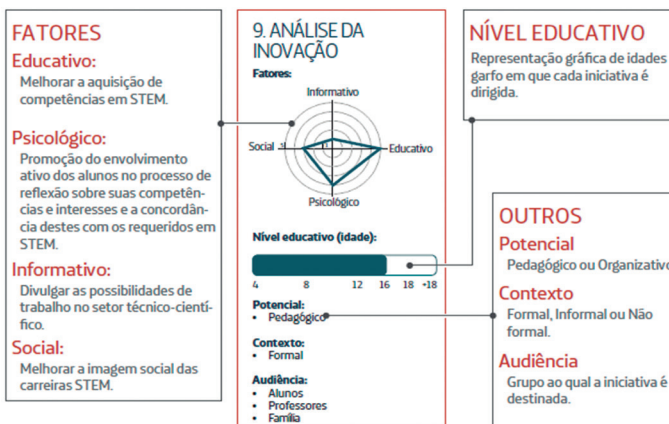 FATORES
Educativo:
Melhorar a aquisição de
competências em STEM.
Psicológico:
Promoção do envolvimento
ativo dos alunos no processo de
reflexão sobre suas competên-
cias e interesses e a concordân-
cia destes com os requeridos em
STEM.
Informativo:
Divulgar as possibilidades de
trabalho no setor técnico-cientí-
fico.
Social:
Melhorar a imagem social das
carreiras STEM.
9. ANÁLISE DA
INOVAÇÃO
Fatores:
Informativo
Social
Educativo
Psicológico
Nível educativo (idade):
4 8 12 16 18 +18
Potencial:
• Pedagógico
Contexto:
• Formal
Audiência:
• Alunos
• Professores
• Família
NÍVEL EDUCATIVO
Representação gráfica de idades
garfo em que cada iniciativa é
dirigida.
OUTROS
Potencial
Pedagógico ou Organizativo
Contexto
Formal, Informal ou Não
formal.
Audiência
Grupo ao qual a iniciativa é
destinada.